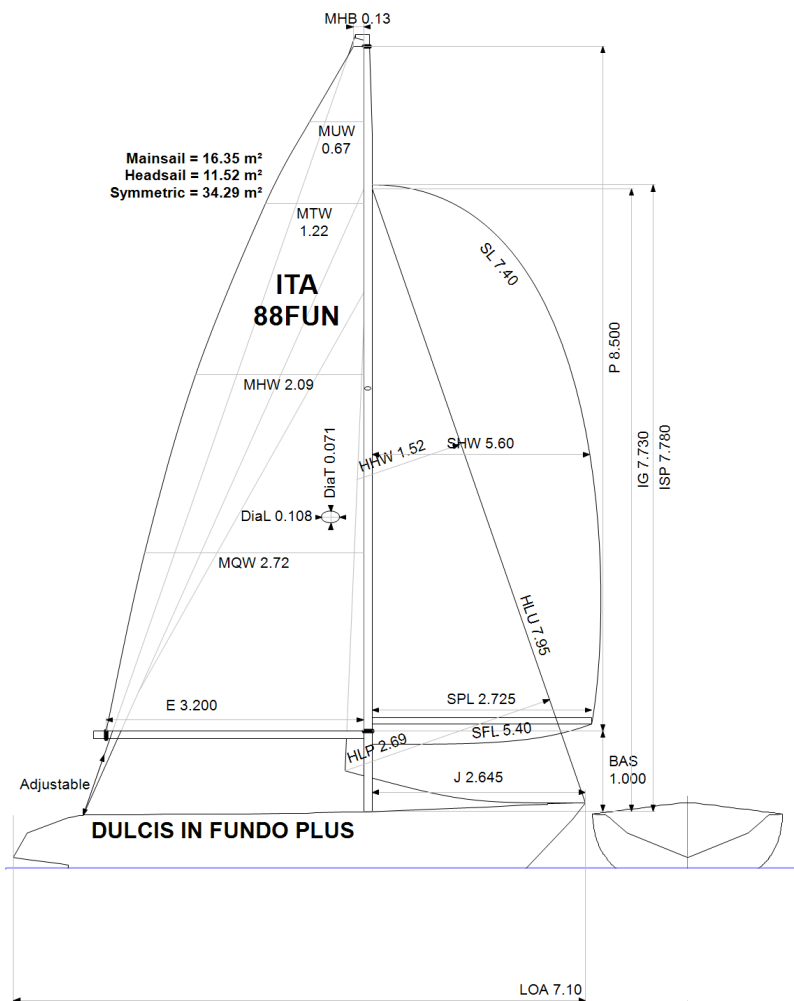 MHB 0.13
MUW
0.67
Mainsail = 16.35 m²
Headsail = 11.52 m²
Symmetric = 34.29 m²
MTW
1.22
SL 7.40
ITA
88FUN
P 8.500
MHW 2.09
IG 7.730
ISP 7.780
HHW 1.52
SHW 5.60
DiaT 0.071
DiaL 0.108
MQW 2.72
HLU 7.95
E 3.200
SPL 2.725
SFL 5.40
HLP 2.69
BAS
1.000
J 2.645
Adjustable
DULCIS IN FUNDO PLUS
LOA 7.10